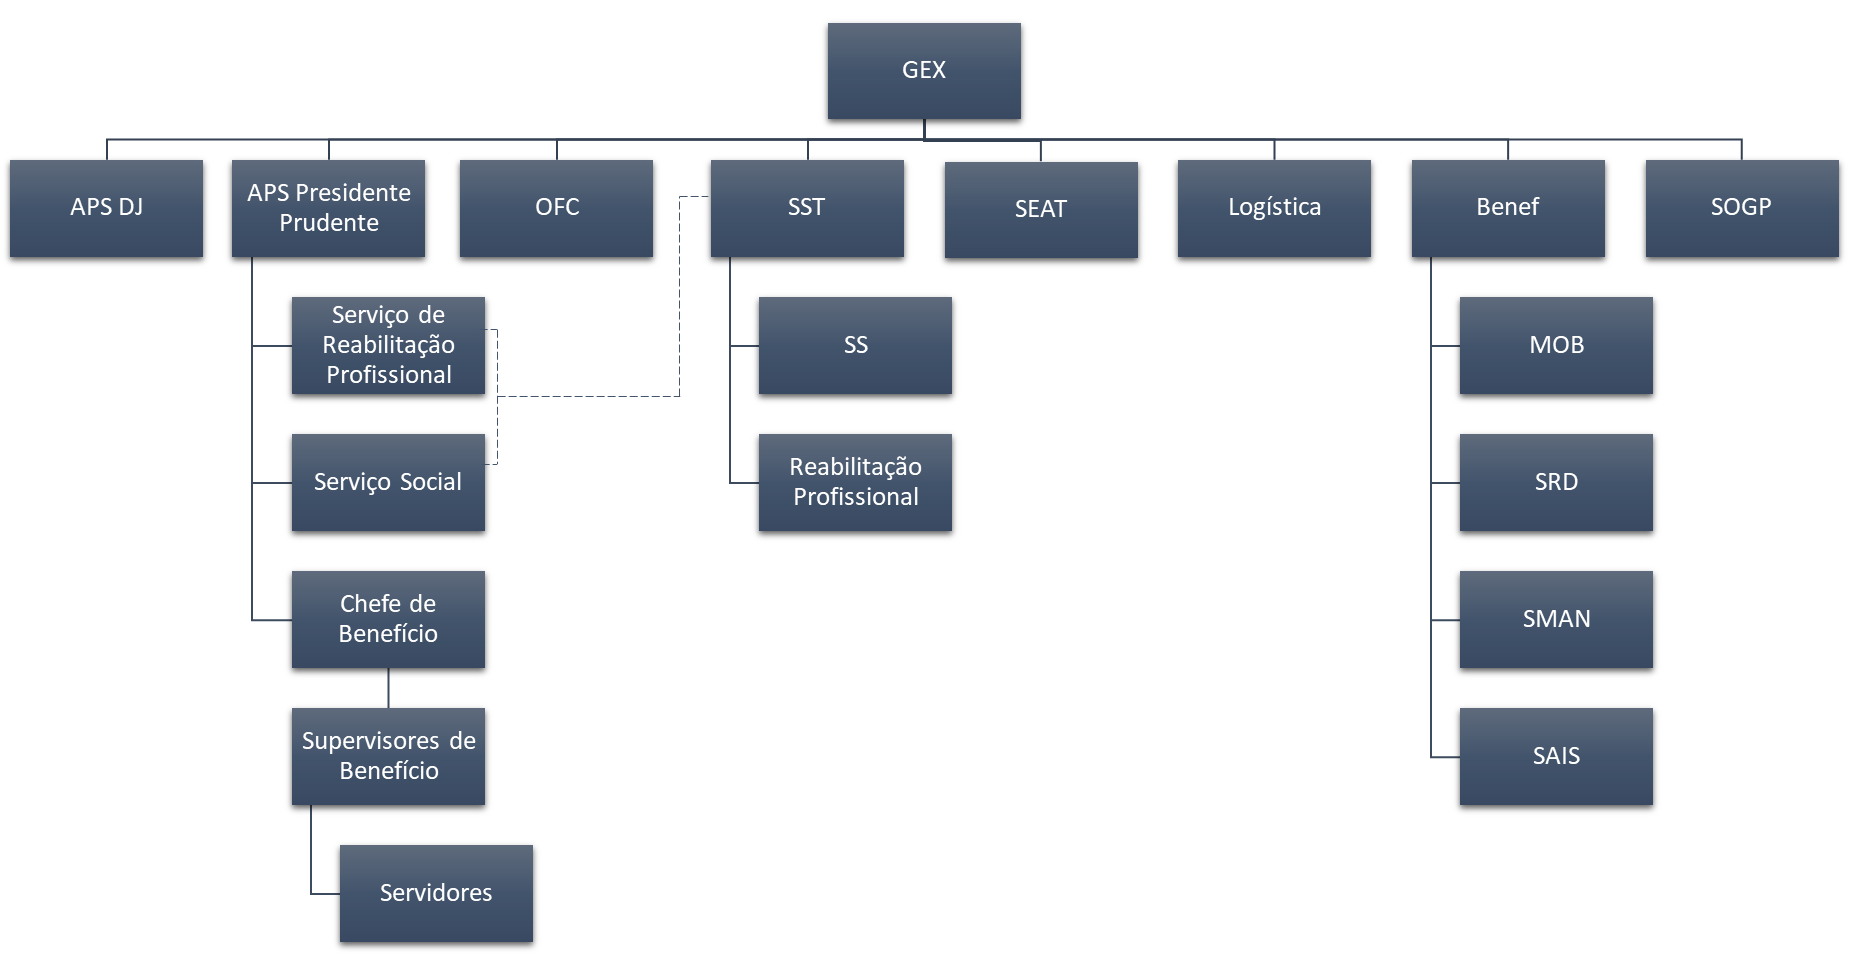 GEX
APS DJ
APS Presidente
Prudente
OFC
SST
SEAT
Logística
Benef
SOGP
Serviço de
Reabilitação
Profissional
SS
MOB
Serviço Social
Reabilitação
Profissional
SRD
Chefe de
Benefício
SMAN
Supervisores de
Benefício
SAIS
Servidores